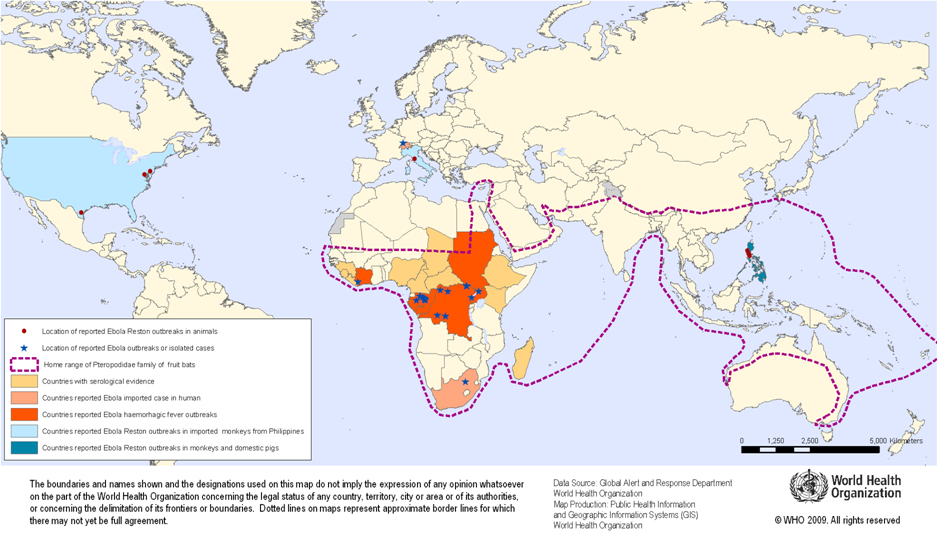 Location of reported Ebola Reston outbreaks in animals
Location of reported Ebola outbreaks or isolated cases
Home range of Pteropodidae family of fruit bats
Countries with serological evidence
Countries reported Ebola imported case in human
Countries reported Ebola haemorhagic fever outbreaks
Countries reported Ebola Reston outbreaks in imported monkeys from Philippines
Countries reported Ebola Reston outbreaks in monkeys and domestic pigs
0 1,250 2,500 5,000 Kilometers
The boundaries and names shown and the designations used on this map do not imply the expression of any opinion whatsoever
on the part of the World Health Organization concerning the legal status of any country, territory, city or area or of its authorities,
or concerning the delimitation of its frontiers or boundaries. Dotted lines on maps represent approximate border lines for which
there may not yet be full agreement.
Data Source: Global Alert and Response Department
World Health Organization
Map Production: Public Health Information
and Geographic Information Systems (GIS)
World Health Organization
World Health
Organization
© WHO 2009. All rights reserved